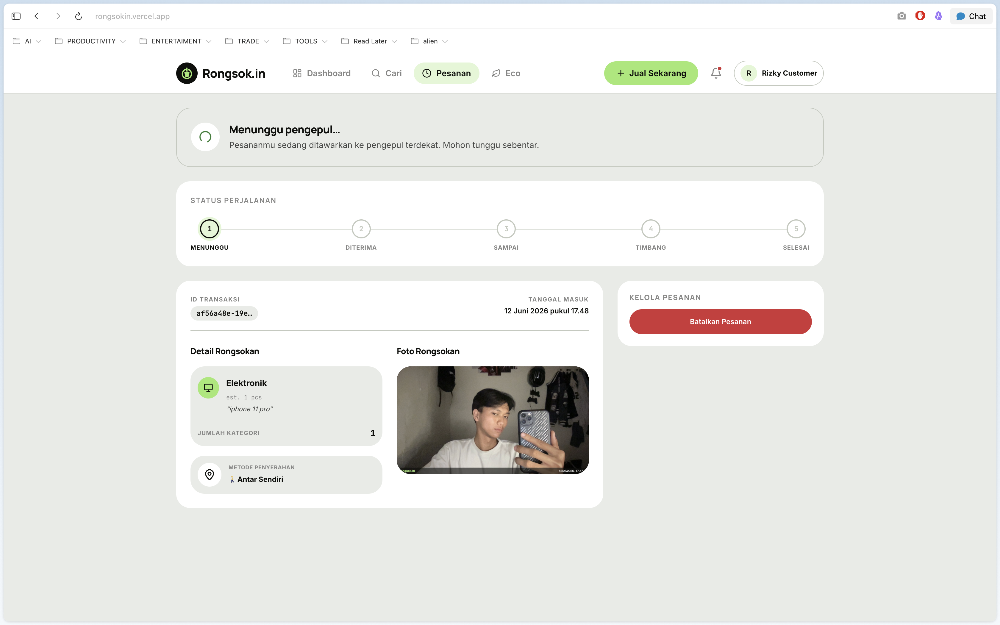 rongsokin.vercel.app
Chat
AI
PRODUCTIVITY
ENTERTAIMENT
TRADE
TOOLS
Read Later
alien
Rongsok.in
Dashboard
Cari
Pesanan
Eco
+ Jual Sekarang
R
Rizky Customer
Menunggu pengepul...
Pesananmu sedang ditawarkan ke pengepul terdekat. Mohon tunggu sebentar.
STATUS PERJALANAN
1
2
3
4
5
MENUNGGU
DITERIMA
SAMPAI
TIMBANG
SELESAI
ID TRANSAKSI
TANGGAL MASUK
af56a48e-19e…
12 Juni 2026 pukul 17.48
KELOLA PESANAN
Batalkan Pesanan
Detail Rongsokan
Foto Rongsokan
Elektronik
est. 1 pcs
“iphone 11 pro”
JUMLAH KATEGORI
1
METODE PENYERAHAN
Antar Sendiri
ngsok.in
12/06/2026, 17.47